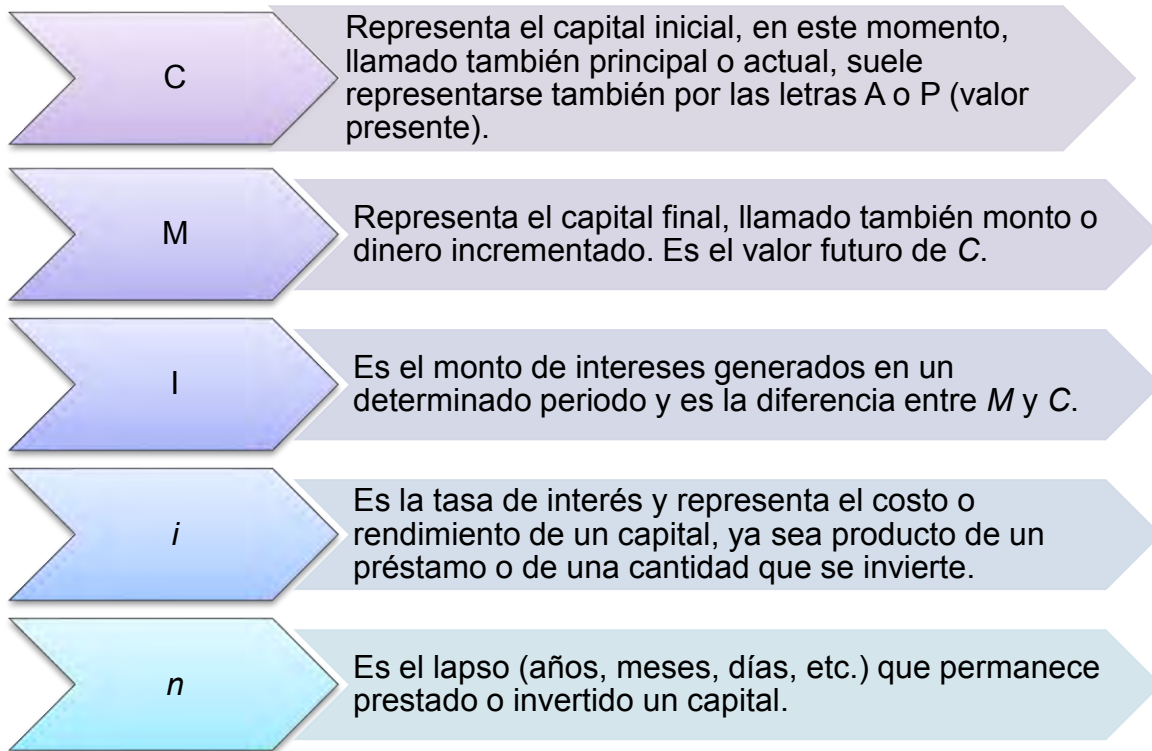 C
Representa el capital inicial, en este momento,
llamado también principal o actual, suele
representarse también por las letras A o P (valor
presente).
M
Representa el capital final, llamado también monto o
dinero incrementado. Es el valor futuro de C.
I
Es el monto de intereses generados en un
determinado periodo y es la diferencia entre M y C.
i
Es la tasa de interés y representa el costo o
rendimiento de un capital, ya sea producto de un
préstamo o de una cantidad que se invierte.
n
Es el lapso (años, meses, días, etc.) que permanece
prestado o invertido un capital.